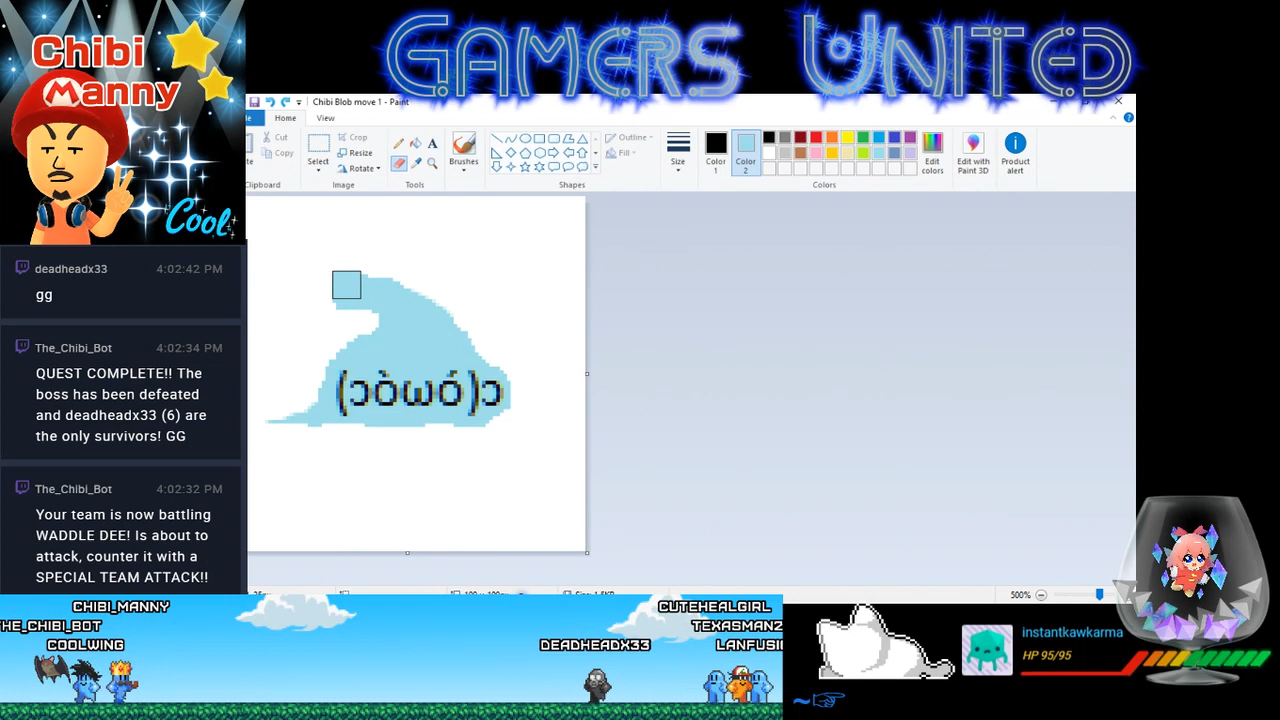 GAMERS UNITED
Chibi
Manny
Cool
Chibi Blob move 1 - Paint
Home
View
Cut
Copy
Select
Crop
Resize
Rotate
A
Brushes
Outline
Fill
Size
Color 1
Color 2
Edit colors
Edit with Paint 3D
Product alert
Image
Tools
Shapes
Colors
(ɔòωó)ɔ
deadheadx33 4:02:42 PM
gg
The_Chibi_Bot 4:02:34 PM
QUEST COMPLETE!! The
boss has been defeated
and deadheadx33 (6) are
the only survivors! GG
The_Chibi_Bot 4:02:32 PM
Your team is now battling
WADDLE DEE! Is about to
attack, counter it with a
SPECIAL TEAM ATTACK!!
500%
CHIBI_MANNY
HE_CHIBI_BOT
COOLWING
DEADHEADX33
CUTEHEALGIRL
TEXASMAN2
LANFUSI
instantkawkarma
HP 95/95